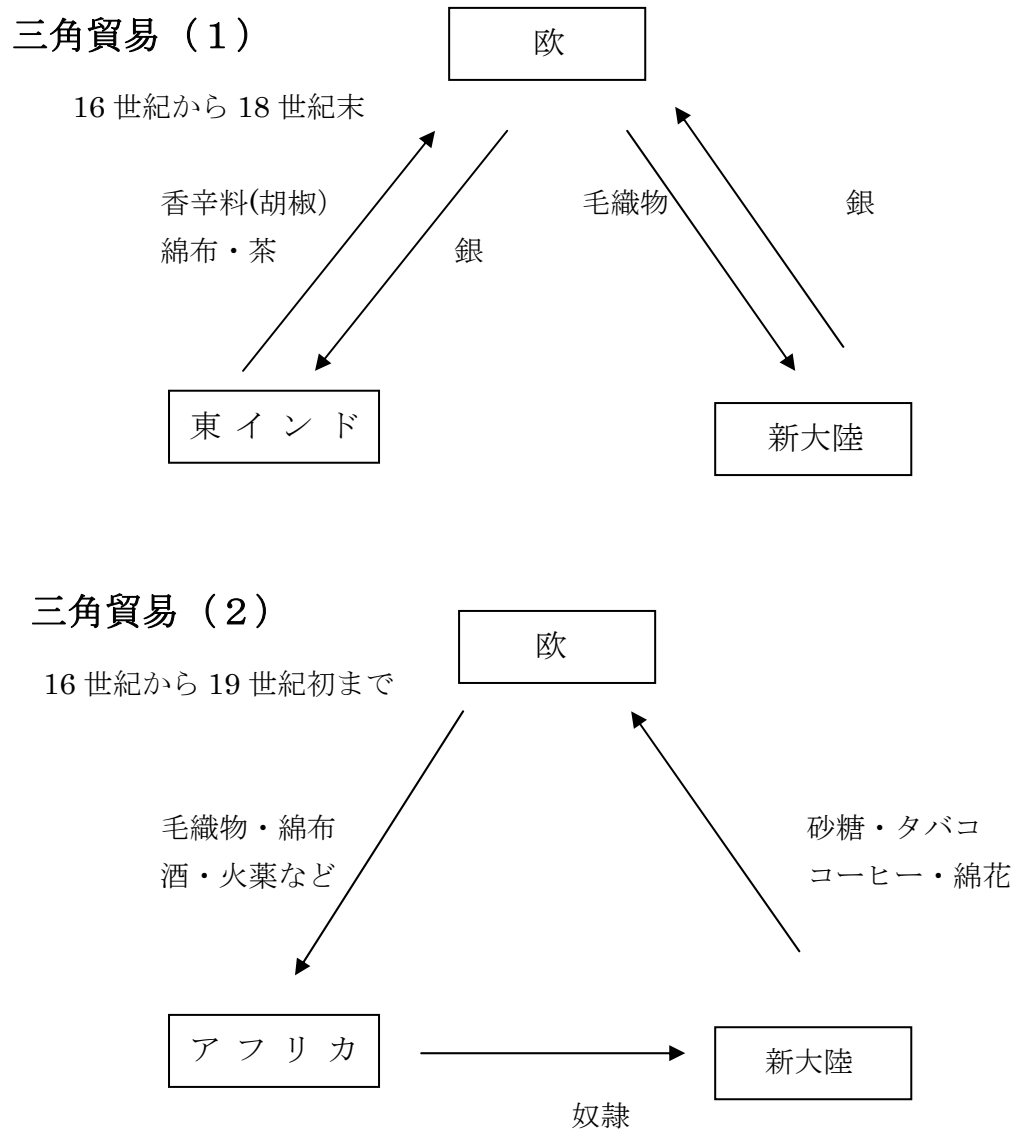 三角貿易（１）
欧
16 世紀から 18 世紀末
香辛料(胡椒)
綿布・茶
銀
毛織物
銀
東インド
新大陸
三角貿易（２）
欧
16 世紀から 19 世紀初まで
毛織物・綿布
酒・火薬など
砂糖・タバコ
コーヒー・綿花
アフリカ
新大陸
奴隷